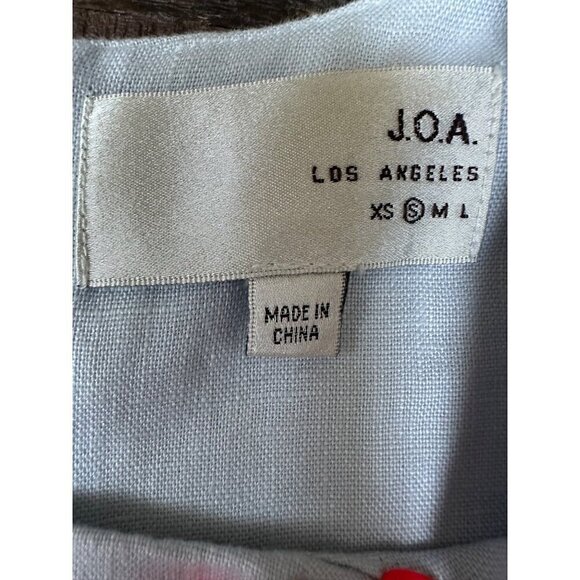 J.O.A.
LOS ANGELES
XS S M L
MADE IN
CHINA